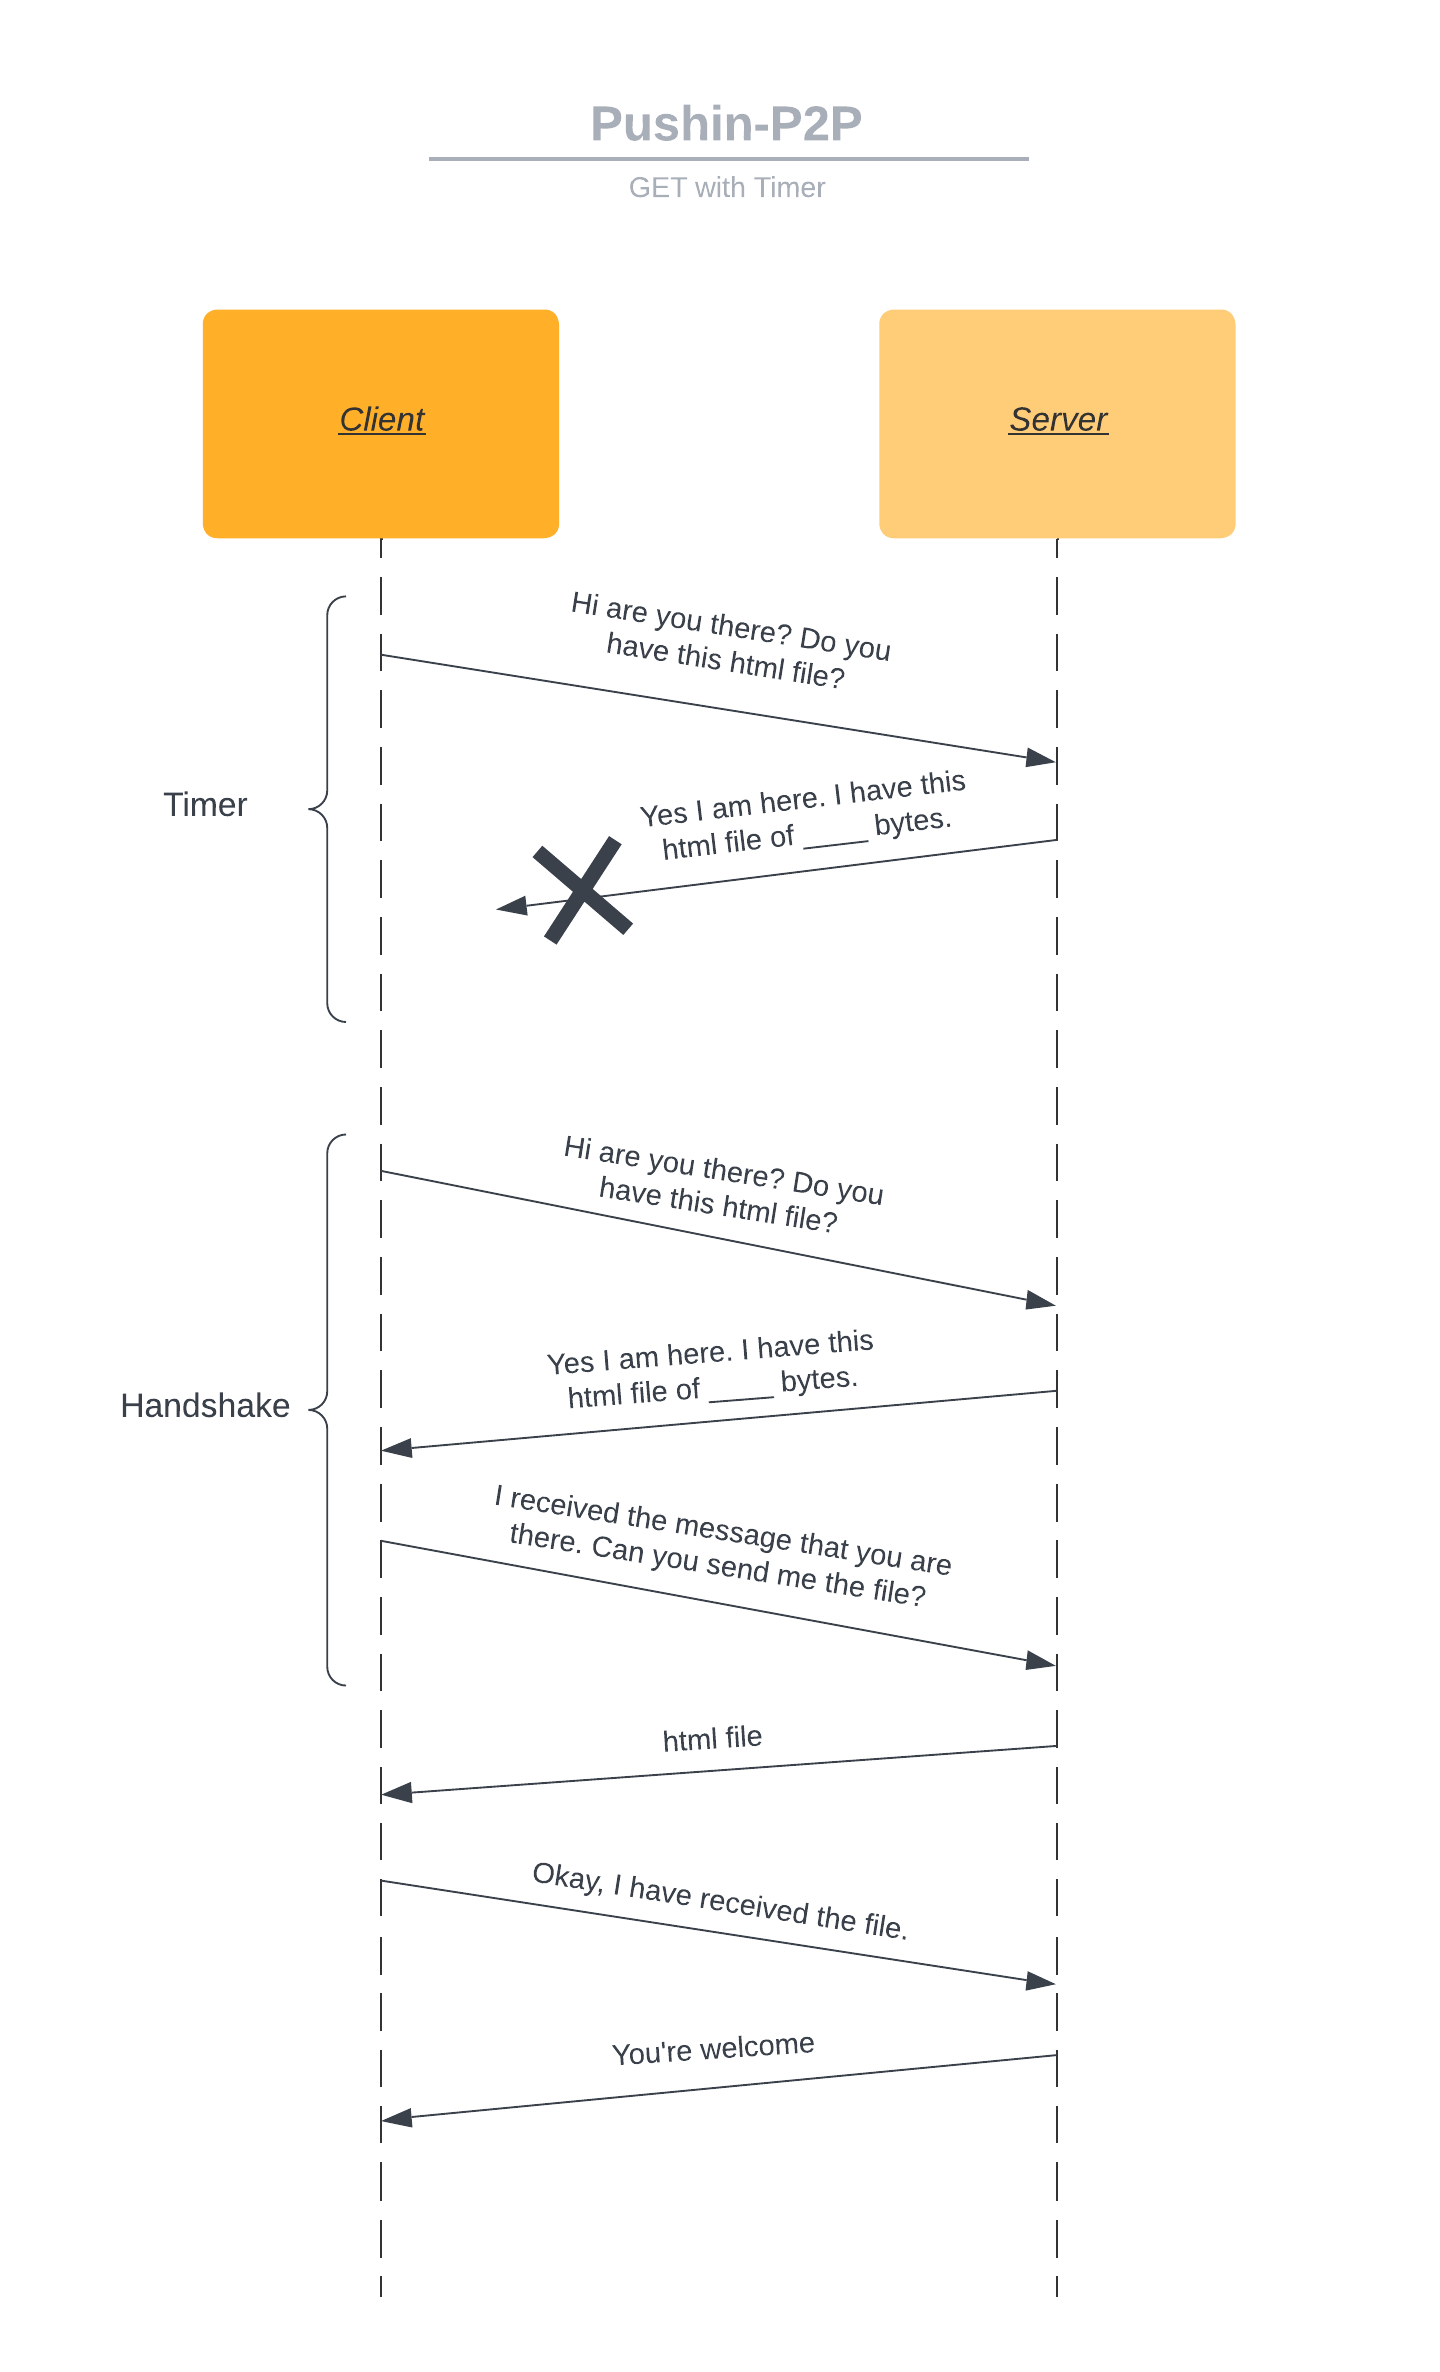 Pushin-P2P
GET with Timer
Client
Server
Hi are you there? Do you
have this html file?
Timer
Yes I am here. I have this
html file of ____ bytes.
Hi are you there? Do you
have this html file?
Handshake
Yes I am here. I have this
html file of ____ bytes.
I received the message that you are
there. Can you send me the file?
html file
Okay, I have received the file.
You're welcome